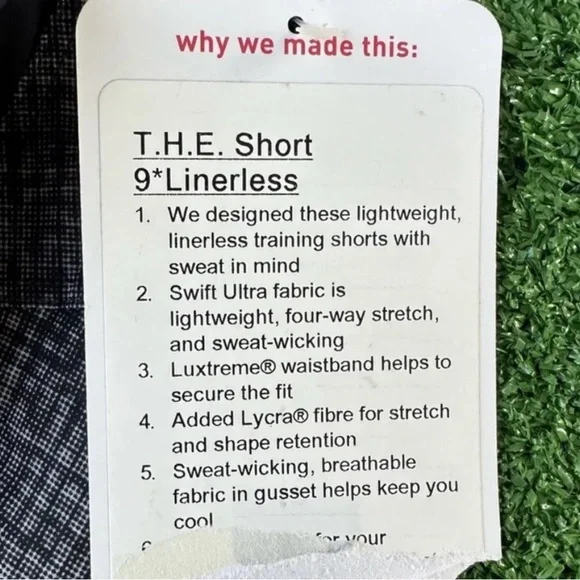 why we made this:
T.H.E. Short
9*Linerless
1. We designed these lightweight,
linerless training shorts with
sweat in mind
2. Swift Ultra fabric is
lightweight, four-way stretch,
and sweat-wicking
3. Luxtreme® waistband helps to
secure the fit
4. Added Lycra® fibre for stretch
and shape retention
5. Sweat-wicking, breathable
fabric in gusset helps keep you
cool
for your